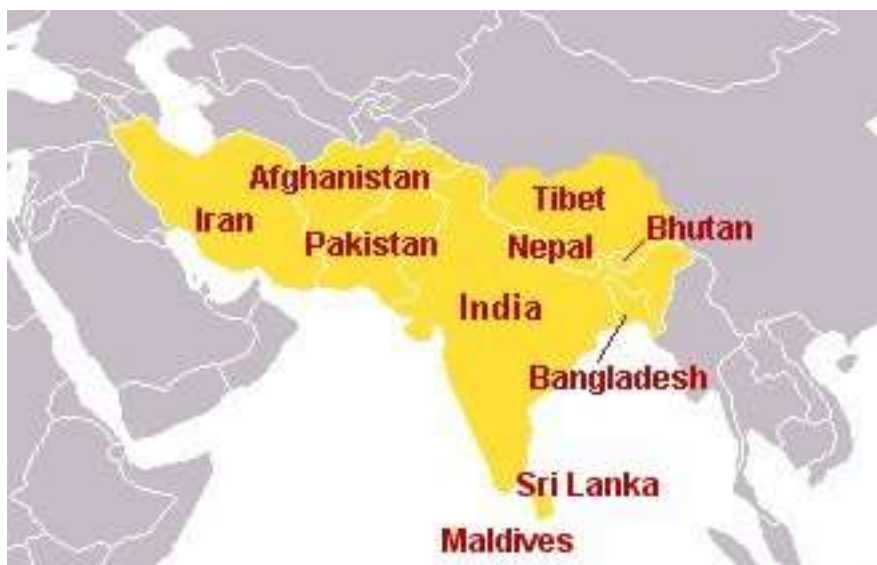 Afghanistan
Tibet
Iran
Bhutan
Pakistan
Nepal
India
Bangladesh
Sri Lanka
Maldives